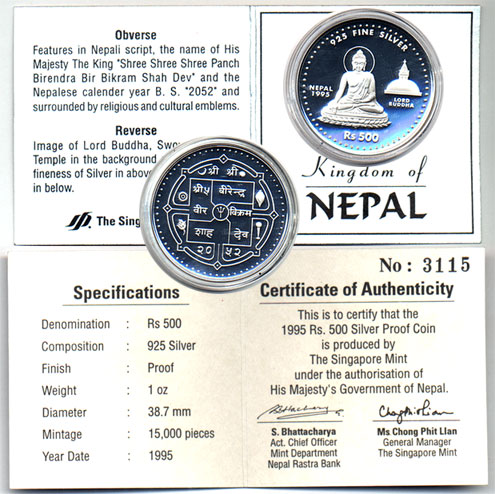 Obverse
Features in Nepali script, the name of His
Majesty The King "Shree Shree Shree Panch
Birendra Bir Bikram Shah Dev" and the
Nepalese calender year B. S. "2052" and
surrounded by religious and cultural emblems.
Reverse
Image of Lord Buddha,
Temple in the background
fineness of Silver in above
in below.
The Sing
925 FINE SILVER
NEPAL
1995
LORD
BUDDHA
Rs 500
Kingdom of
NEPAL
श्री श्री
श्री ५ वीरेन्द्र
वीर विक्रम
शाह देव
२० ५२
No: 3115
Specifications
Denomination : Rs 500
Composition : 925 Silver
Finish : Proof
Weight : 1 oz
Diameter : 38.7 mm
Mintage : 15,000 pieces
Year Date : 1995
Certificate of Authenticity
This is to certify that the
1995 Rs. 500 Silver Proof Coin
is produced by
The Singapore Mint
under the authorisation of
His Majesty's Government of Nepal.
S. Bhattacharya
Act. Chief Officer
Mint Department
Nepal Rastra Bank
Ms Chong Phit Lian
General Manager
The Singapore Mint